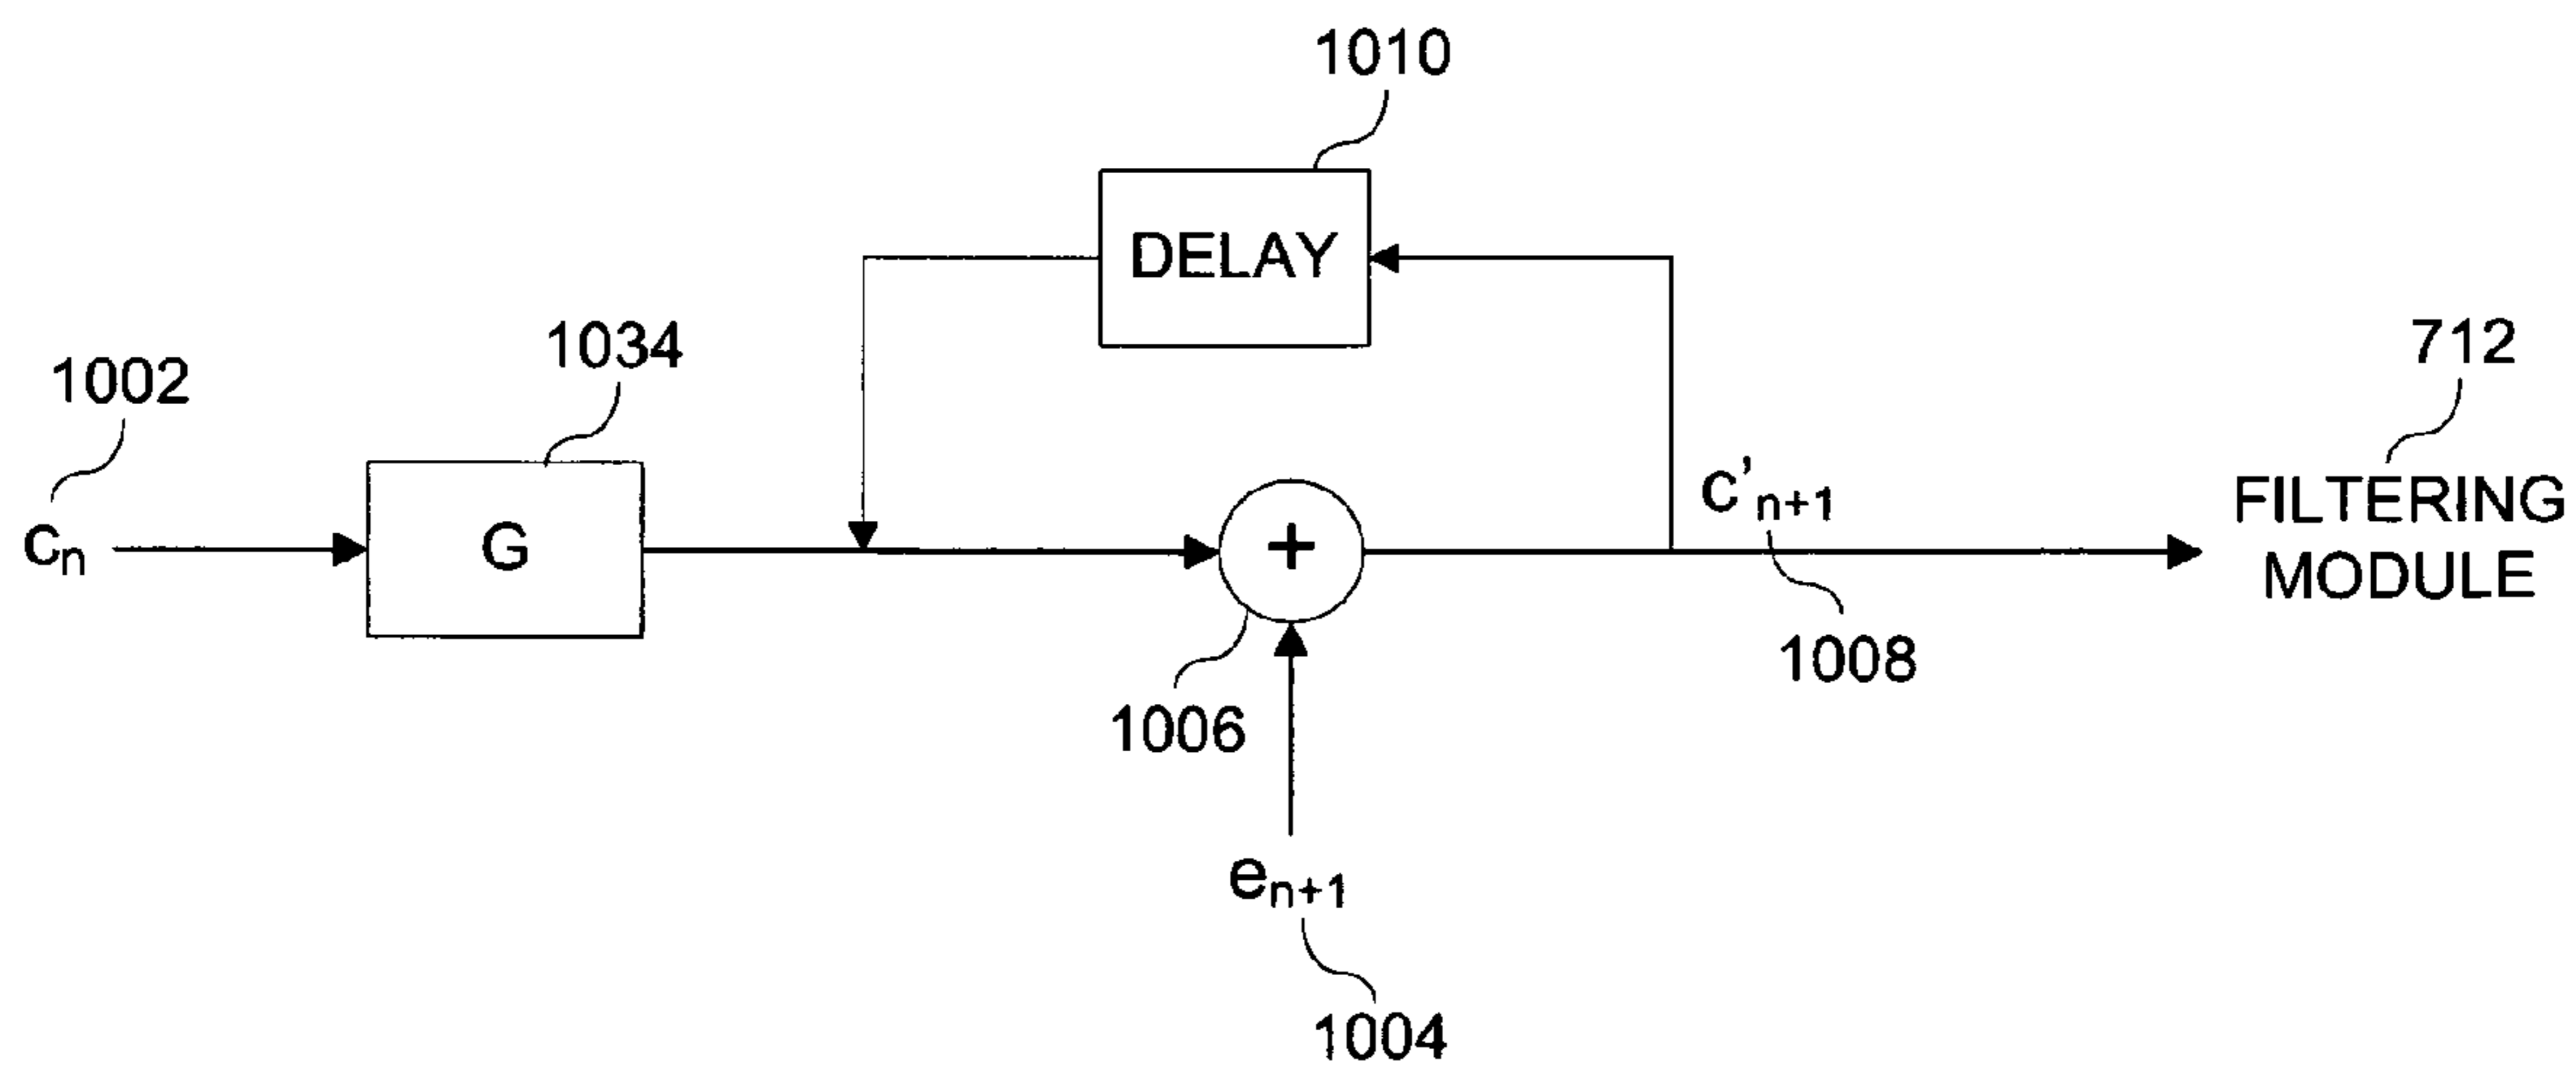 1010
DELAY
1034
712
1002
c'n+1
FILTERING
MODULE
cn
G
+
1008
1006
en+1
1004